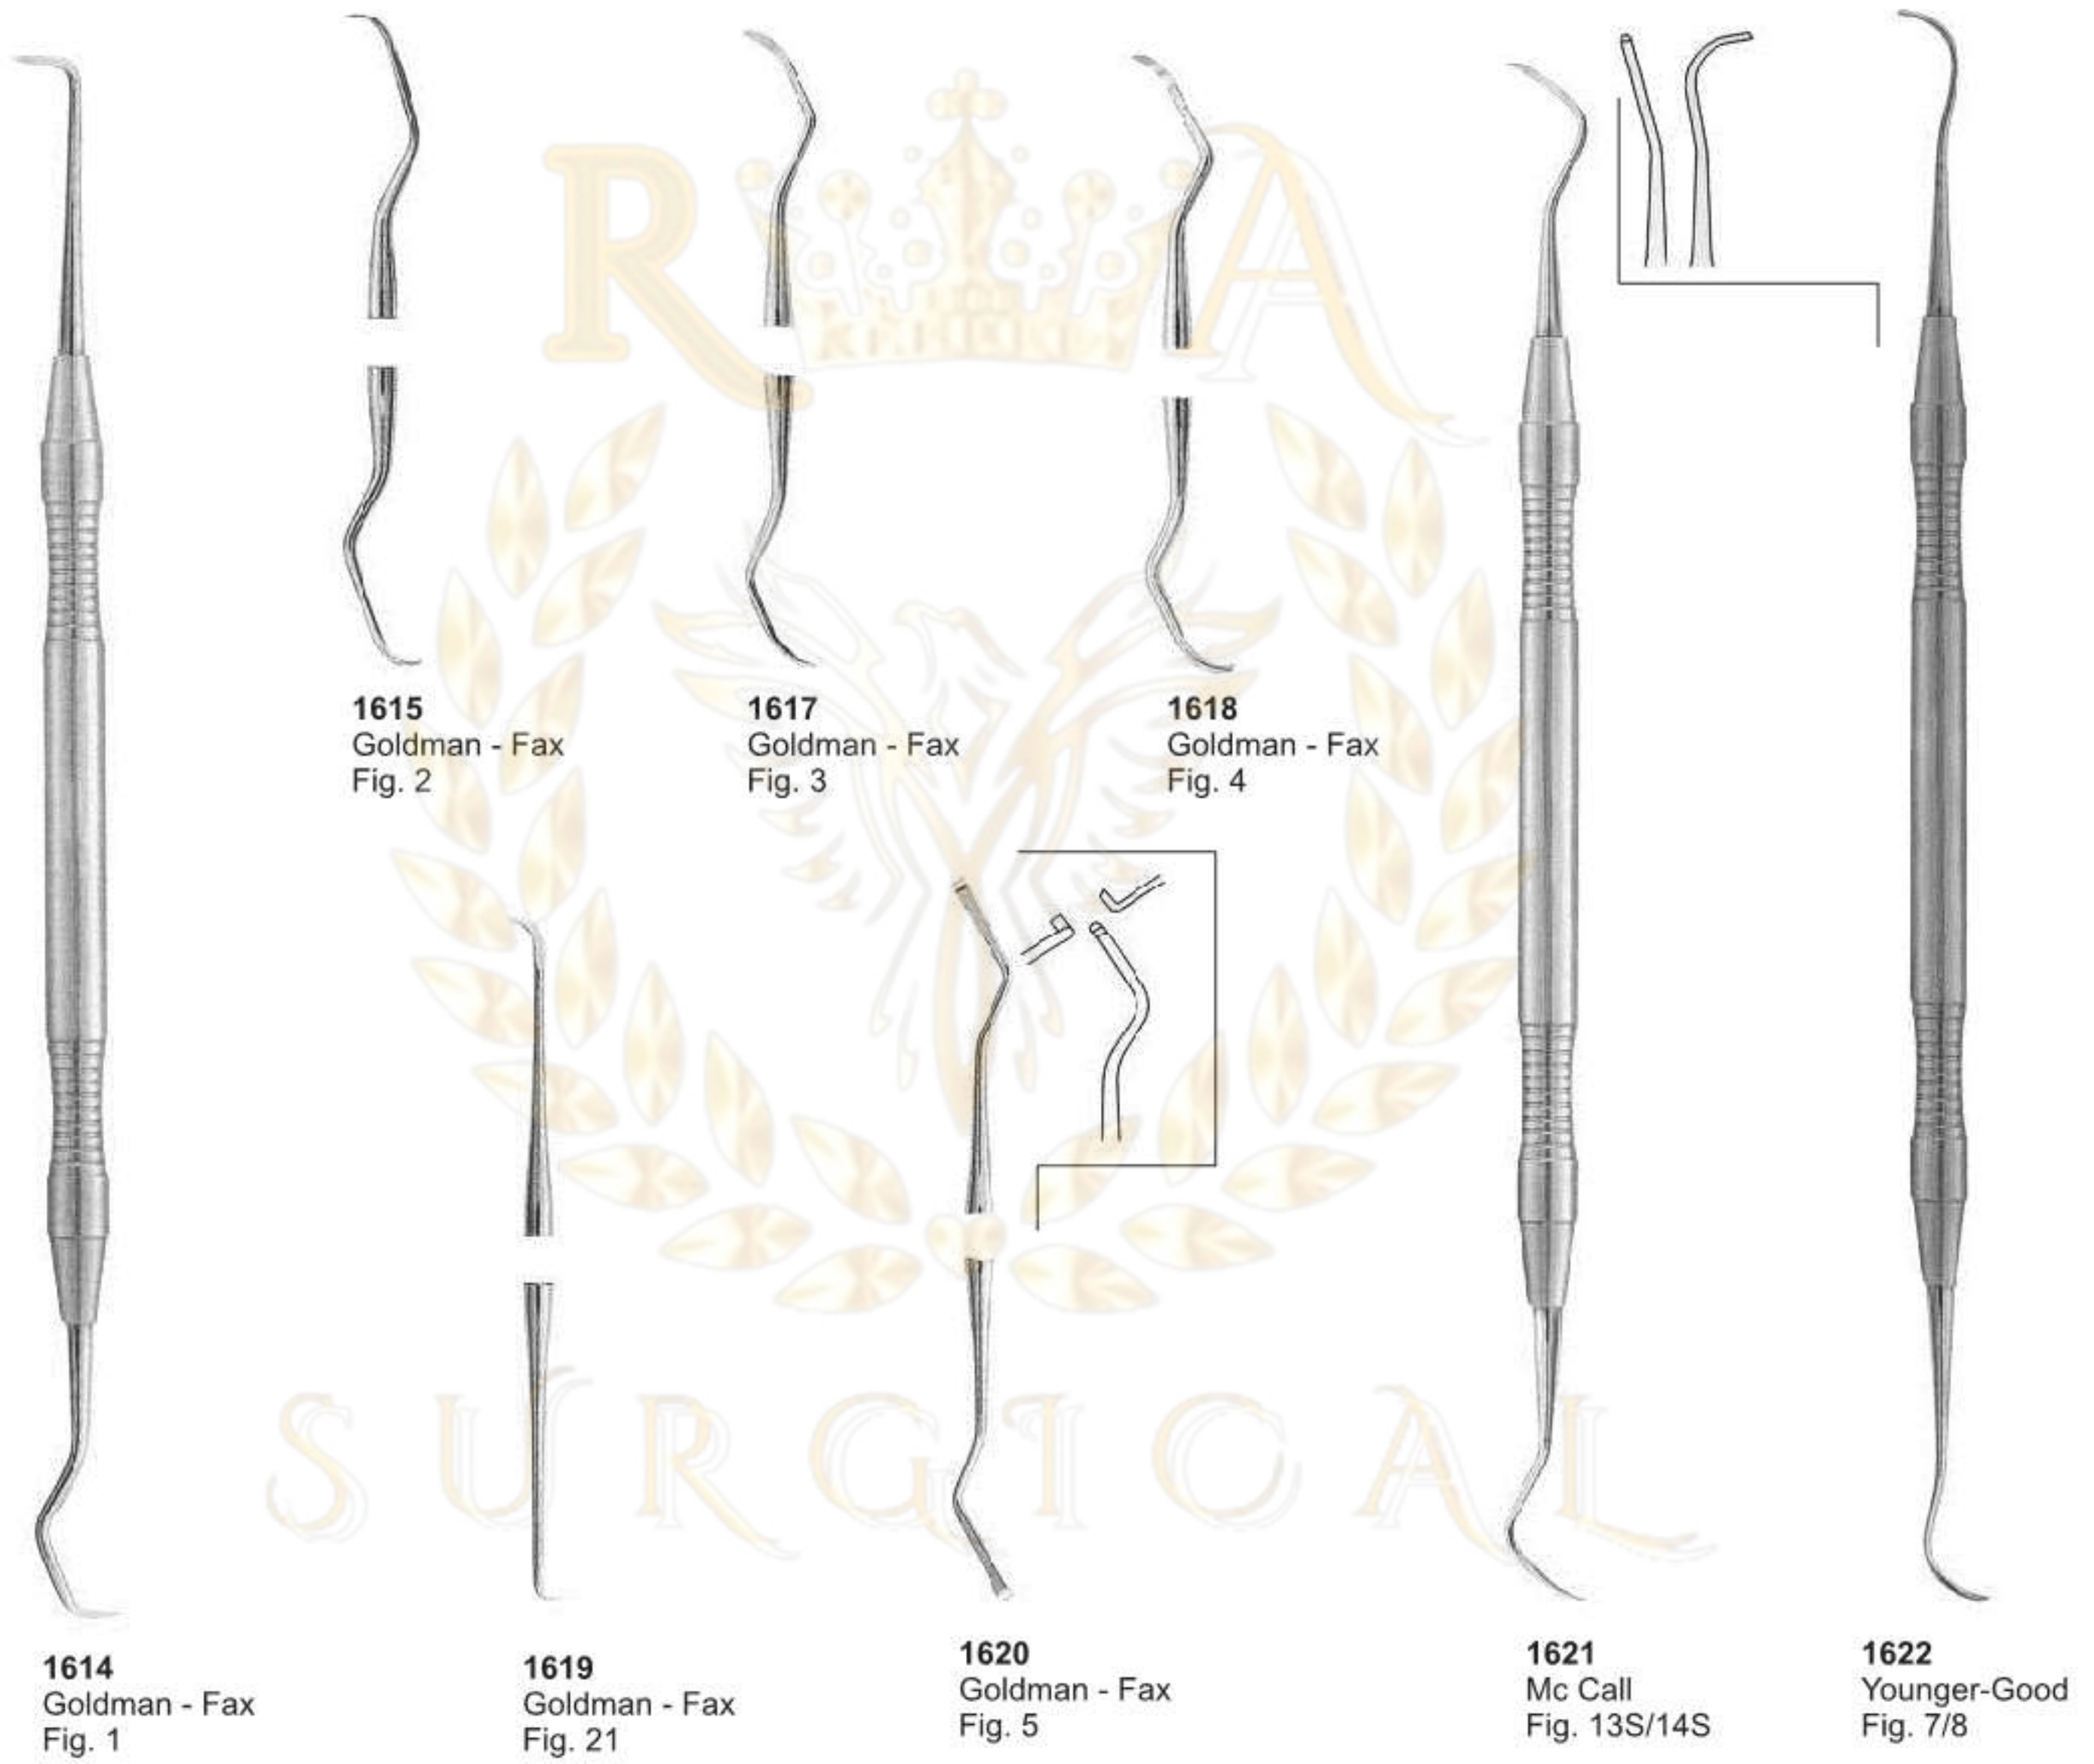 R A
SURGICAL
1615
Goldman - Fax
Fig. 2
1617
Goldman - Fax
Fig. 3
1618
Goldman - Fax
Fig. 4
1614
Goldman - Fax
Fig. 1
1619
Goldman - Fax
Fig. 21
1620
Goldman - Fax
Fig. 5
1621
Mc Call
Fig. 13S/14S
1622
Younger-Good
Fig. 7/8